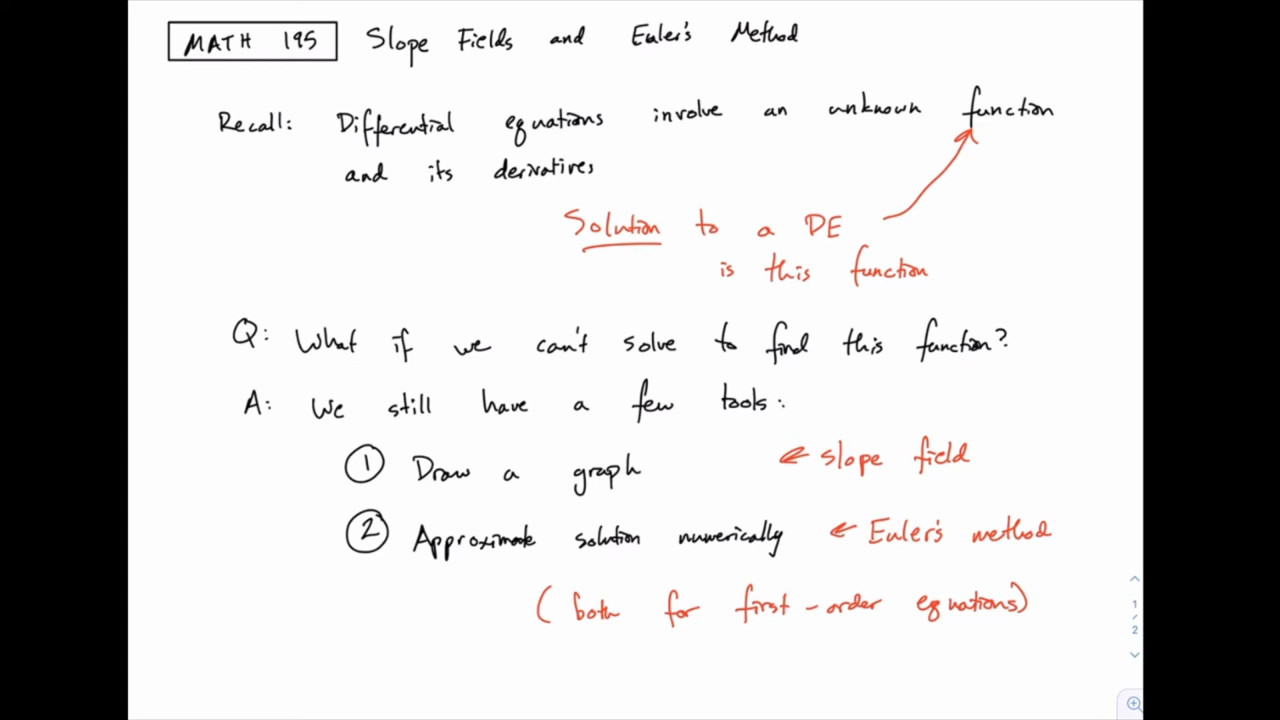 MATH 195 Slope Fields and Euler's Method
Recall: Differential equations involve an unknown function
and its derivatives
Solution to a DE
is this function
Q: What if we can't solve to find this function?
A: We still have a few tools:
① Draw a graph ← slope field
② Approximate solution numerically ← Euler's method
(both for first-order equations)
1
/
2